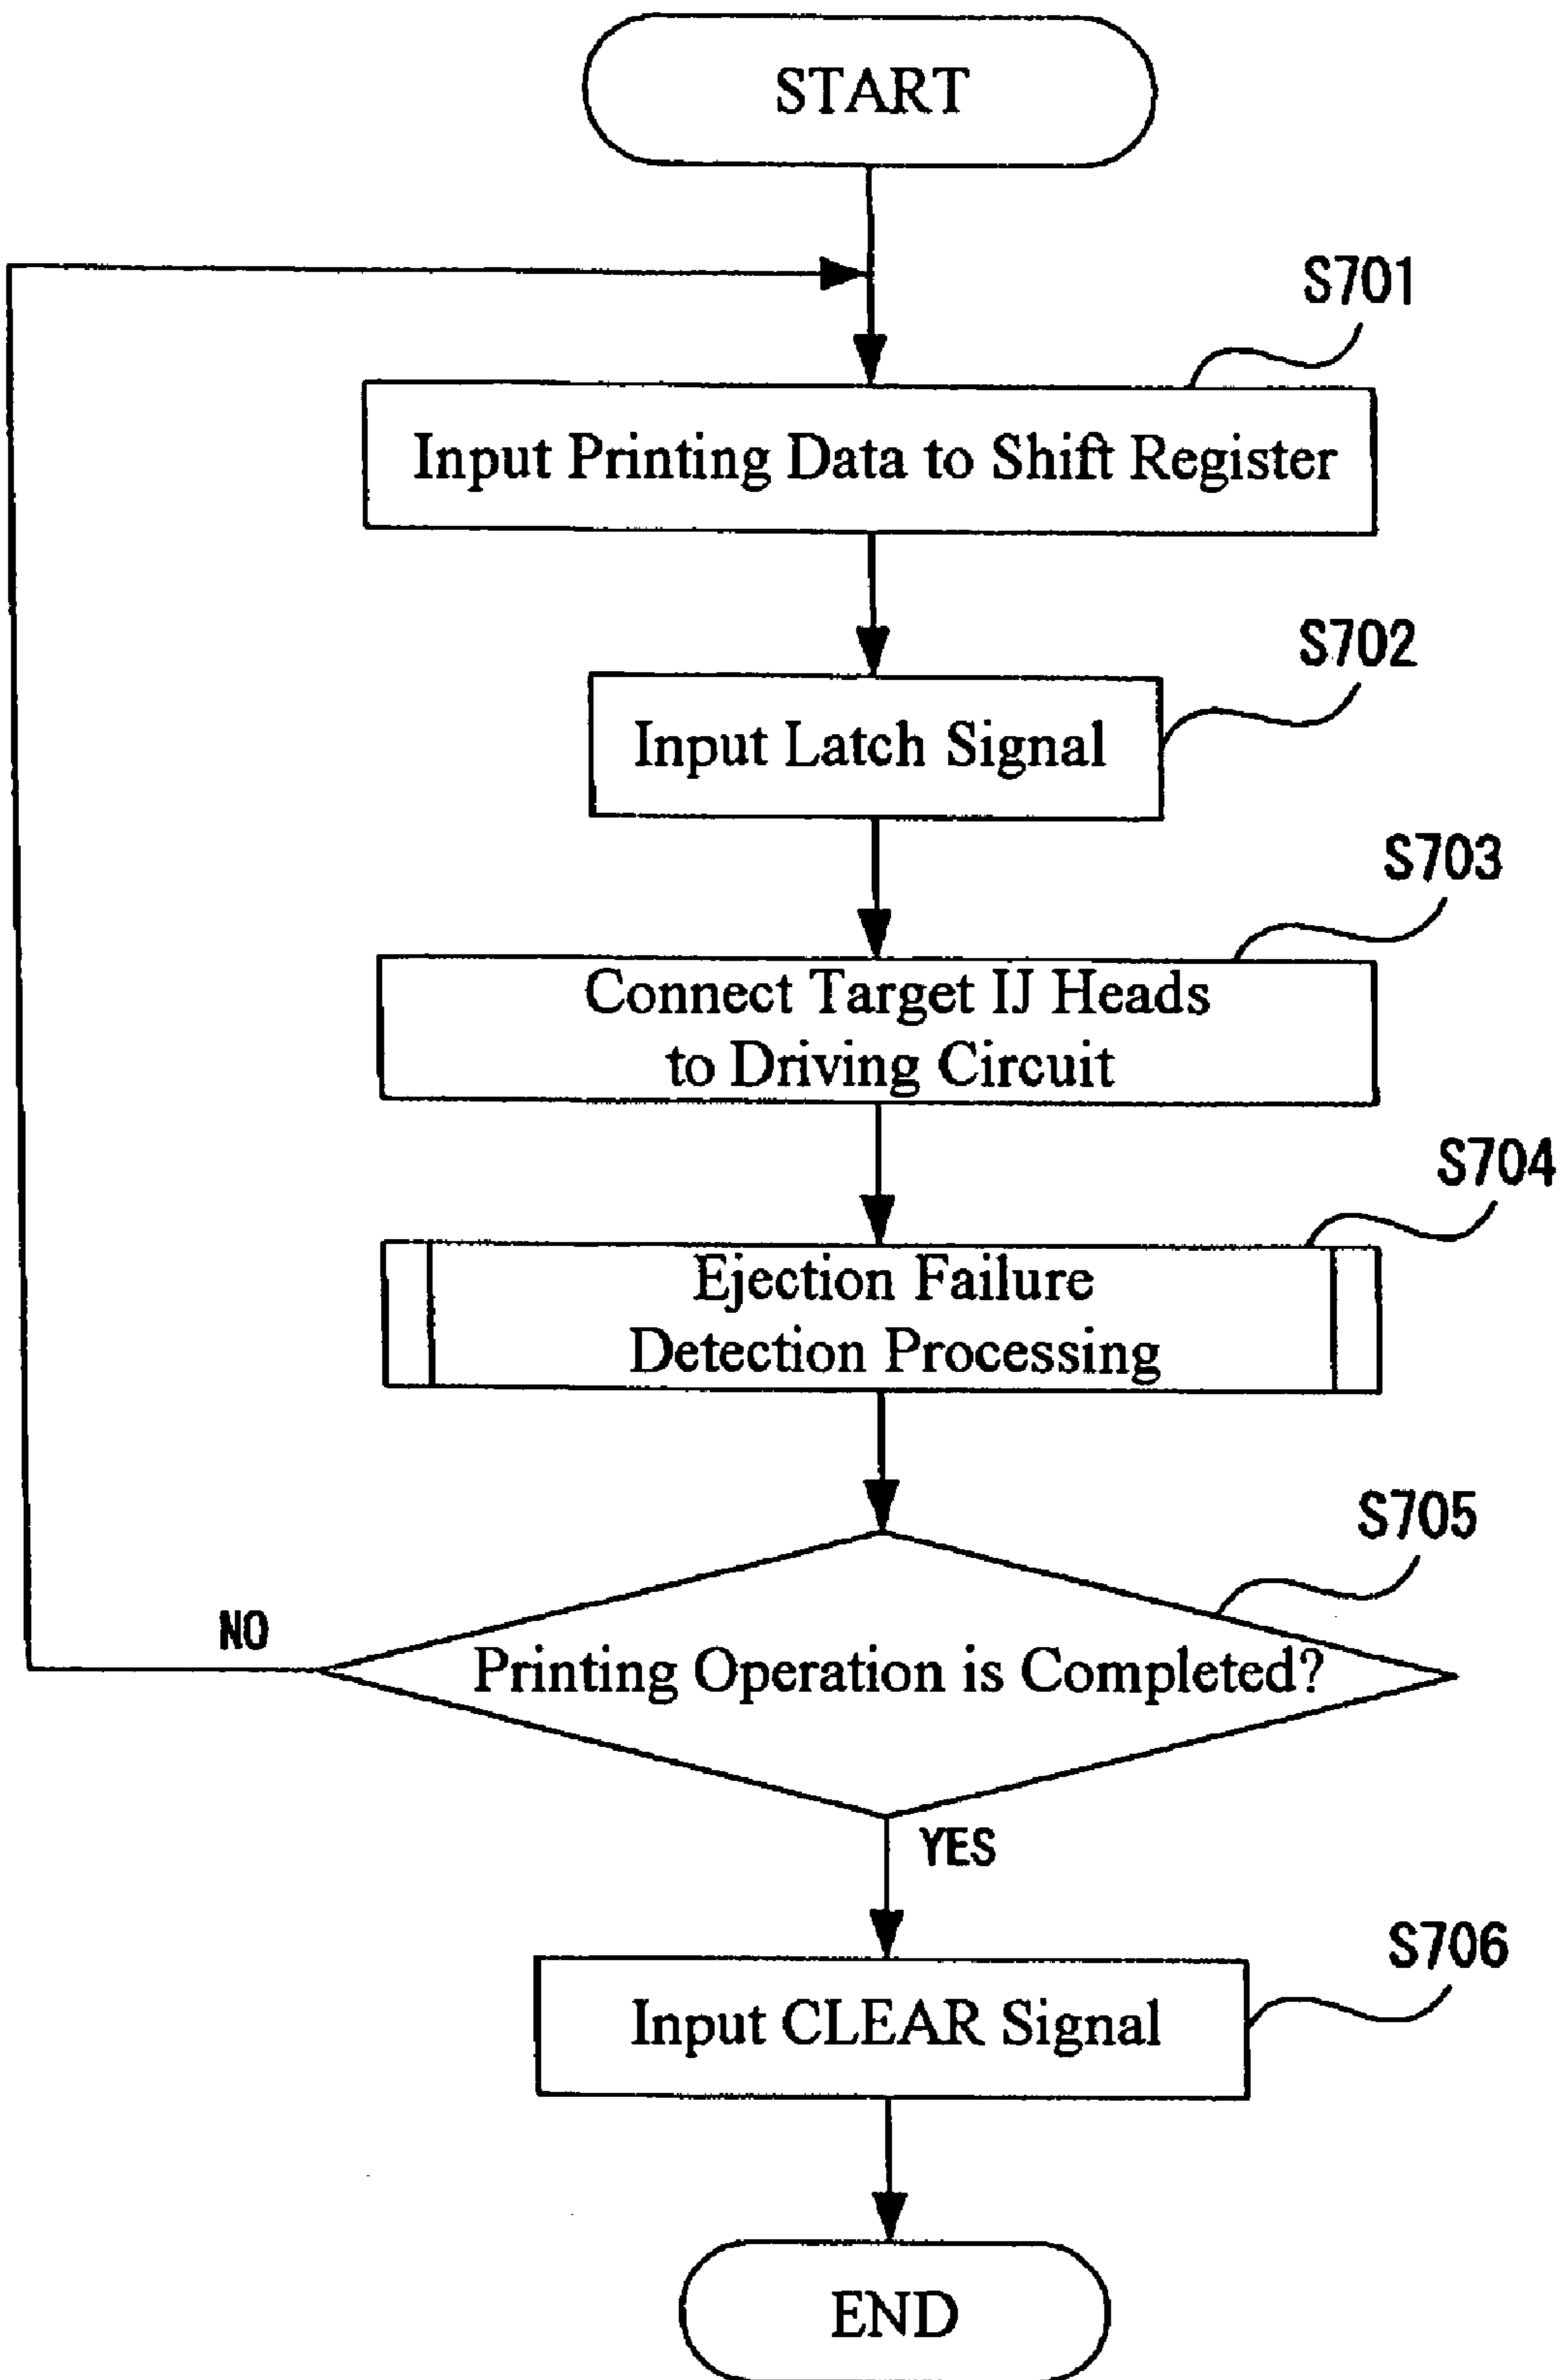 START
S701
Input Printing Data to Shift Register
S702
Input Latch Signal
S703
Connect Target IJ Heads
to Driving Circuit
S704
Ejection Failure
Detection Processing
S705
NO
Printing Operation is Completed?
YES
S706
Input CLEAR Signal
END